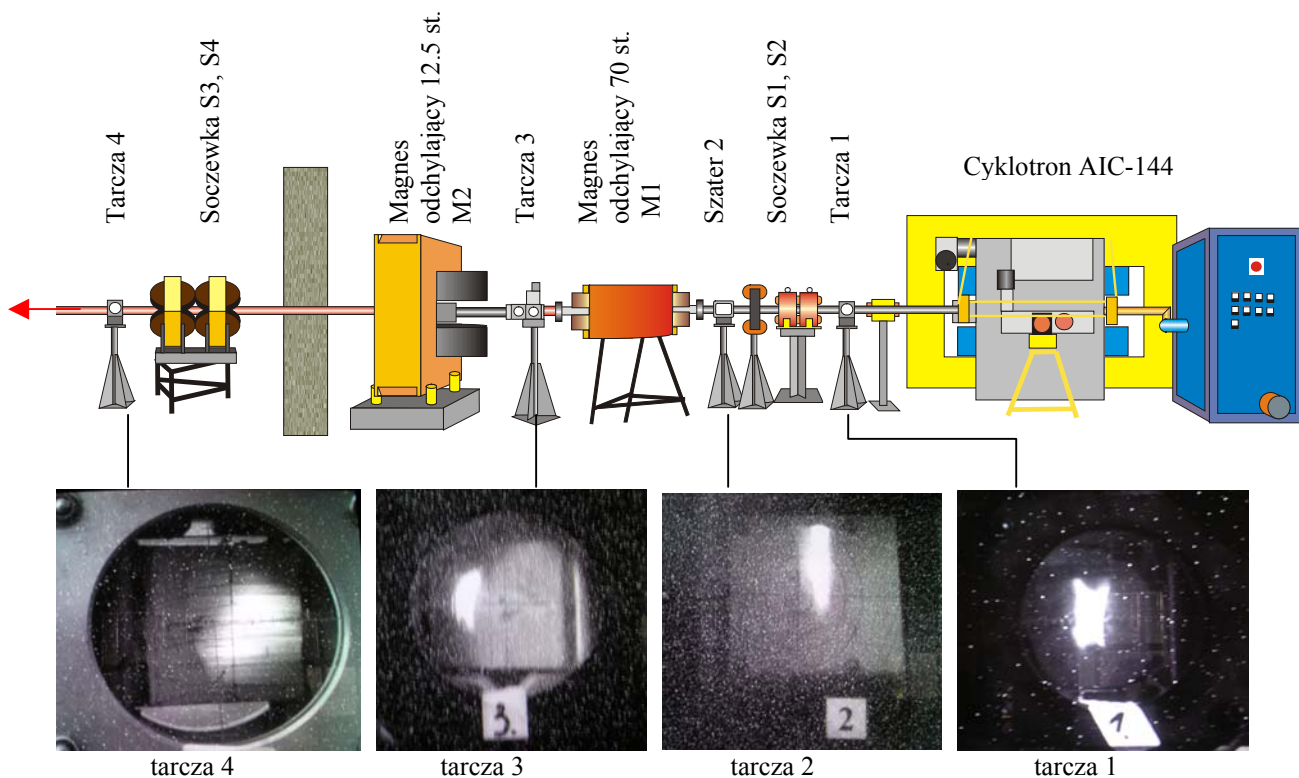 Tarcza 4
Soczewka S3, S4
Magnes
odchylający 12.5 st.
M2
Tarcza 3
Magnes
odchylający 70 st.
M1
Szater 2
Soczewka S1, S2
Tarcza 1
Cyklotron AIC-144
3.
2
1.
tarcza 4
tarcza 3
tarcza 2
tarcza 1